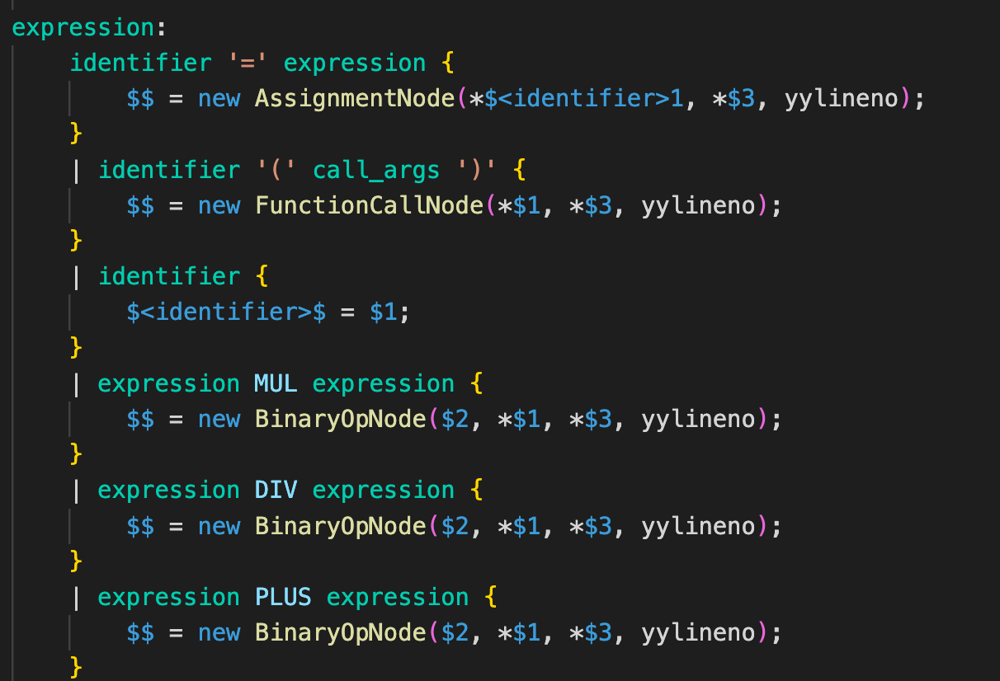 expression:
    identifier '=' expression {
        $$ = new AssignmentNode(*$<identifier>1, *$3, yylineno);
    }
    | identifier '(' call_args ')' {
        $$ = new FunctionCallNode(*$1, *$3, yylineno);
    }
    | identifier {
        $<identifier>$ = $1;
    }
    | expression MUL expression {
        $$ = new BinaryOpNode($2, *$1, *$3, yylineno);
    }
    | expression DIV expression {
        $$ = new BinaryOpNode($2, *$1, *$3, yylineno);
    }
    | expression PLUS expression {
        $$ = new BinaryOpNode($2, *$1, *$3, yylineno);
    }